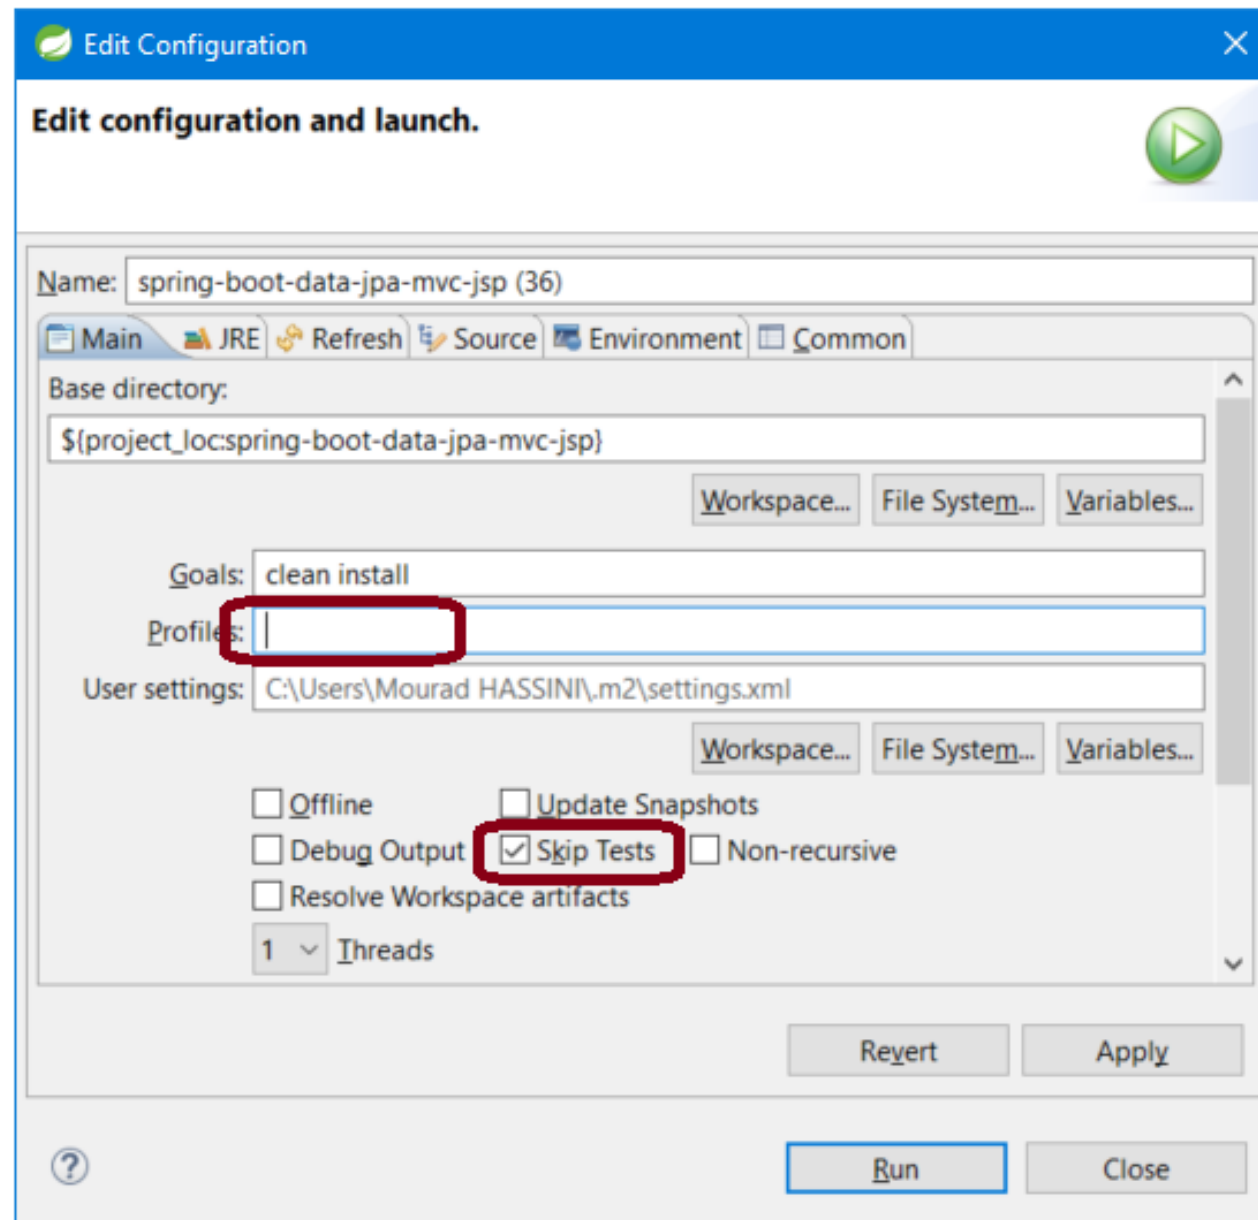 Edit Configuration
Edit configuration and launch.
Name: spring-boot-data-jpa-mvc-jsp (36)
Main JRE Refresh Source Environment Common
Base directory:
${project_loc:spring-boot-data-jpa-mvc-jsp}
Workspace... File System... Variables...
Goals: clean install
Profiles:
User settings: C:\Users\Mourad HASSINI\.m2\settings.xml
Workspace... File System... Variables...
Offline Update Snapshots
Debug Output Skip Tests Non-recursive
Resolve Workspace artifacts
1 Threads
Revert Apply
? Run Close